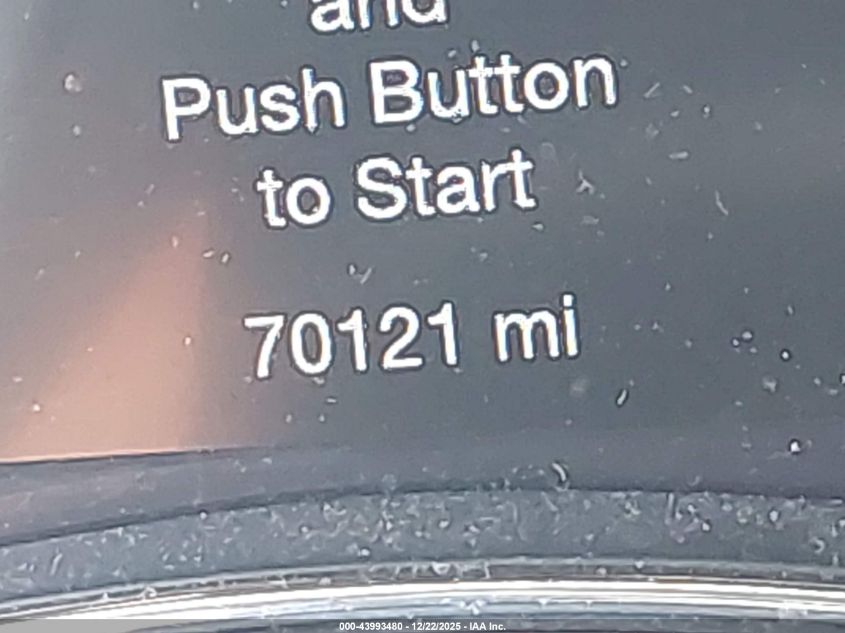 and
Push Button
to Start
70121 mi
000-43993480 - 12/22/2025 - IAA Inc.